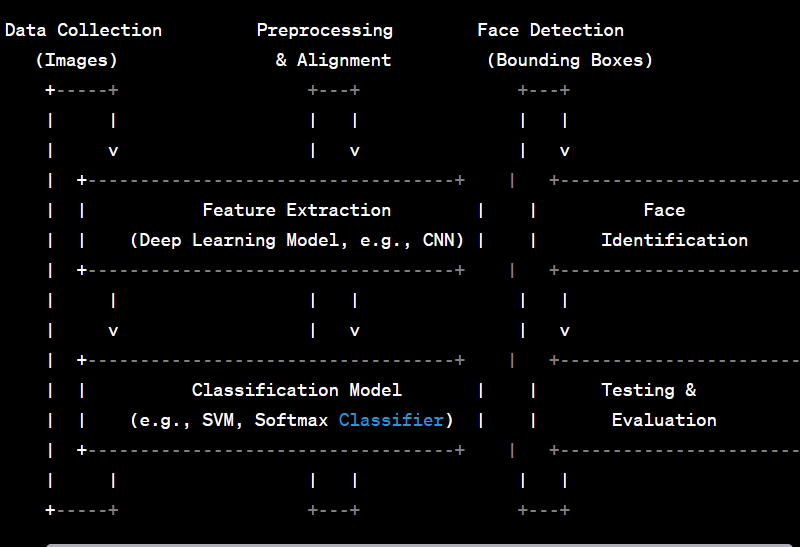 Data Collection Preprocessing Face Detection
(Images) & Alignment (Bounding Boxes)
+-----+ +---+ +---+
| | | | | |
| v | v | v
| +-----------------------------------+ | +-----------------------
| | Feature Extraction | | Face
| | (Deep Learning Model, e.g., CNN) | | Identification
| +-----------------------------------+ | +-----------------------
| | | | | |
| v | v | v
| +-----------------------------------+ | +-----------------------
| | Classification Model | | Testing &
| | (e.g., SVM, Softmax Classifier) | | Evaluation
| +-----------------------------------+ | +-----------------------
| | | | | |
+-----+ +---+ +---+